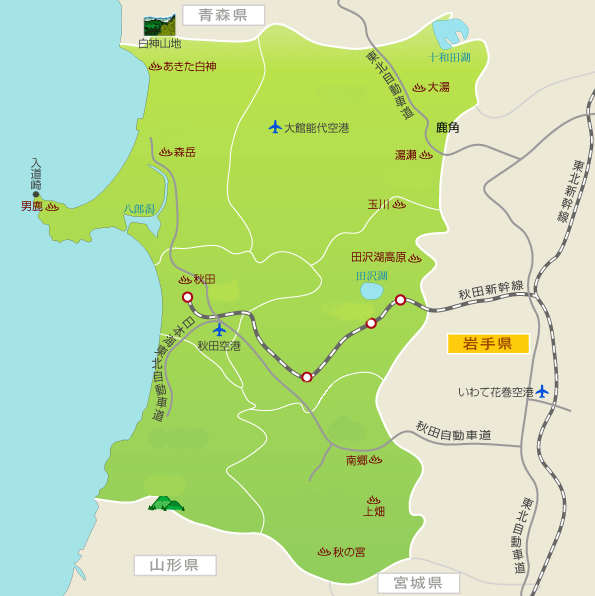 青森県
白神山地
十和田湖
あきた白神
東北自動車道
大湯
大館能代空港
鹿角
森岳
湯瀬
入道崎
東北新幹線
男鹿
八郎潟
玉川
田沢湖高原
秋田
田沢湖
秋田新幹線
日本海東北自動車道
秋田空港
岩手県
いわて花巻空港
秋田自動車道
南郷
上畑
東北自動車道
秋の宮
山形県
宮城県